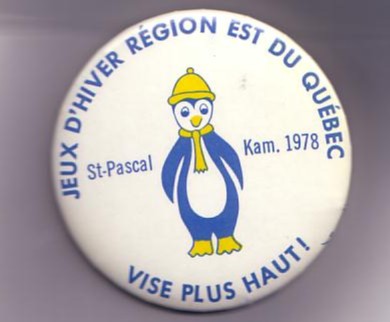 JEUX D'HIVER RÉGION EST DU QUÉBEC
St-Pascal
Kam. 1978
VISE PLUS HAUT!